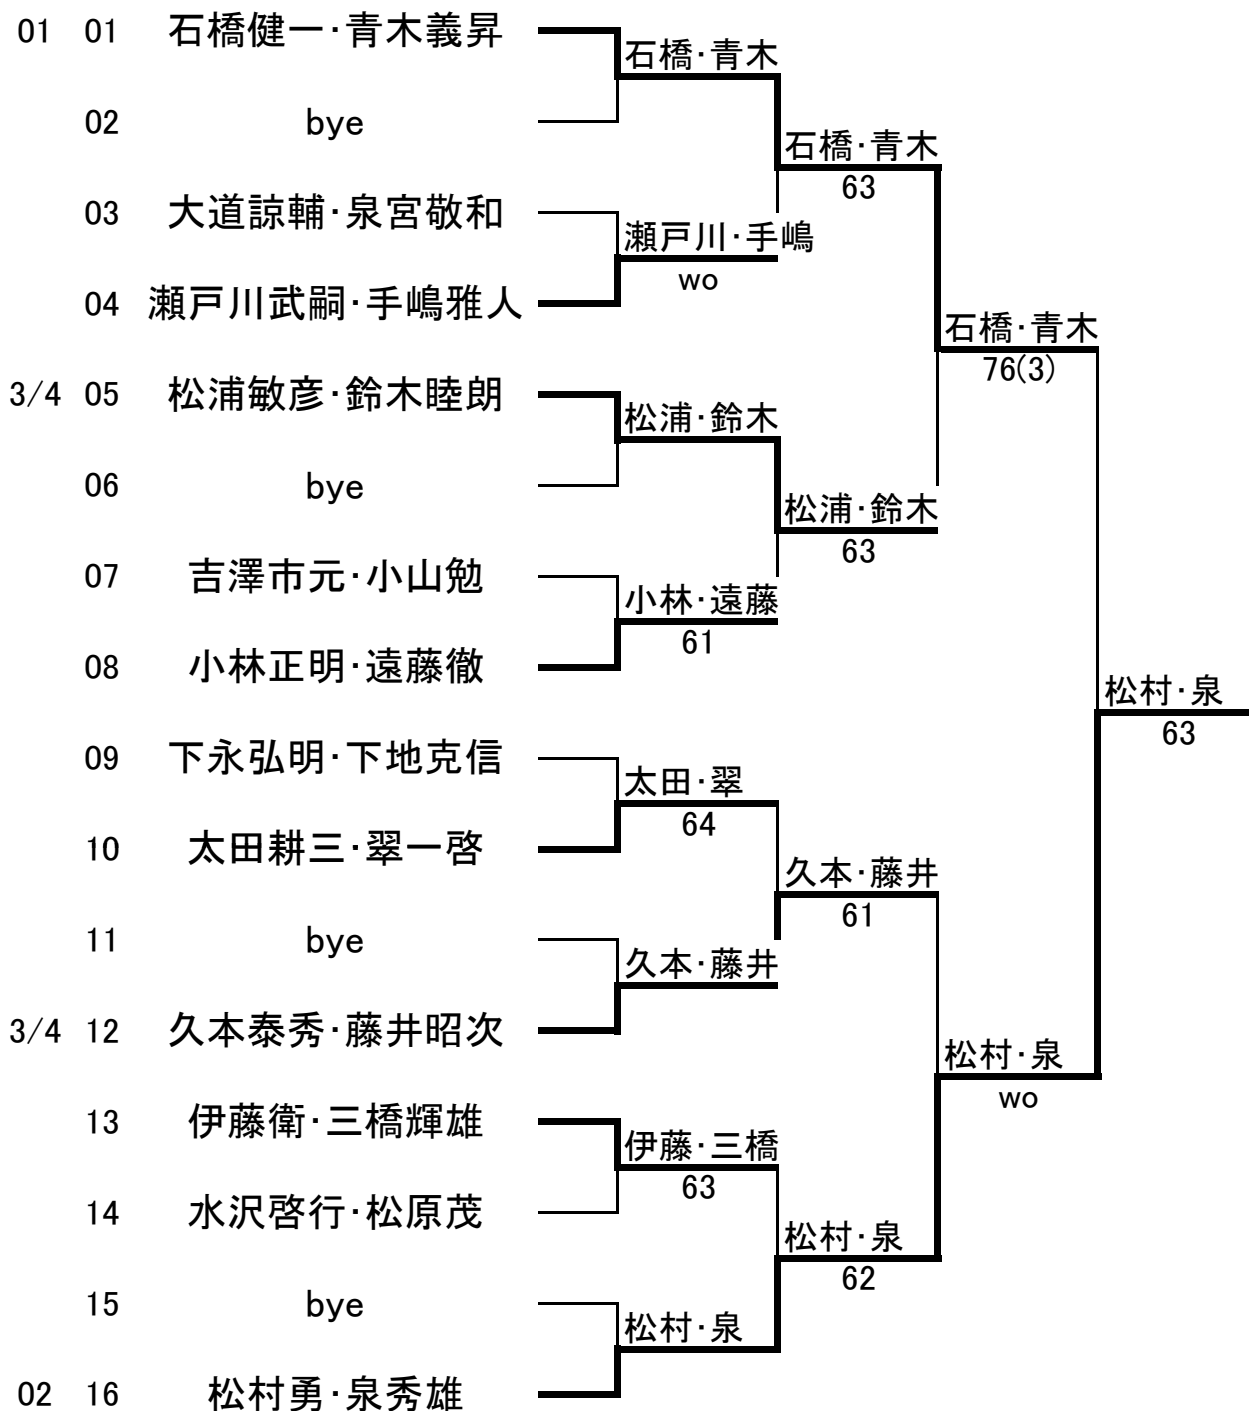 01 01 石橋健一・青木義昇
石橋・青木
02 bye
石橋・青木
63
03 大道諒輔・泉宮敬和
瀬戸川・手嶋
wo
04 瀬戸川武嗣・手嶋雅人
石橋・青木
76(3)
3/4 05 松浦敏彦・鈴木睦朗
松浦・鈴木
06 bye
松浦・鈴木
63
07 吉澤市元・小山勉
小林・遠藤
61
08 小林正明・遠藤徹
松村・泉
63
09 下永弘明・下地克信
太田・翠
64
10 太田耕三・翠一啓
久本・藤井
61
11 bye
久本・藤井
3/4 12 久本泰秀・藤井昭次
松村・泉
wo
13 伊藤衛・三橋輝雄
伊藤・三橋
63
14 水沢啓行・松原茂
松村・泉
62
15 bye
松村・泉
02 16 松村勇・泉秀雄